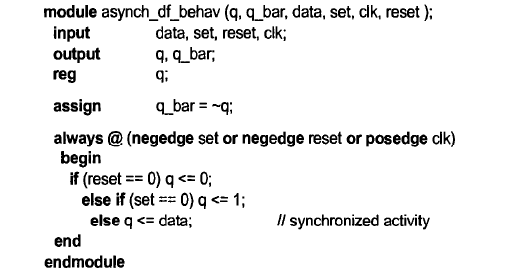 module asynch_df_behav (q, q_bar, data, set, clk, reset );
input data, set, reset, clk;
output q, q_bar;
reg q;
assign q_bar = ~q;
always @ (negedge set or negedge reset or posedge clk)
begin
if (reset == 0) q <= 0;
else if (set == 0) q <= 1;
else q <= data; // synchronized activity
end
endmodule